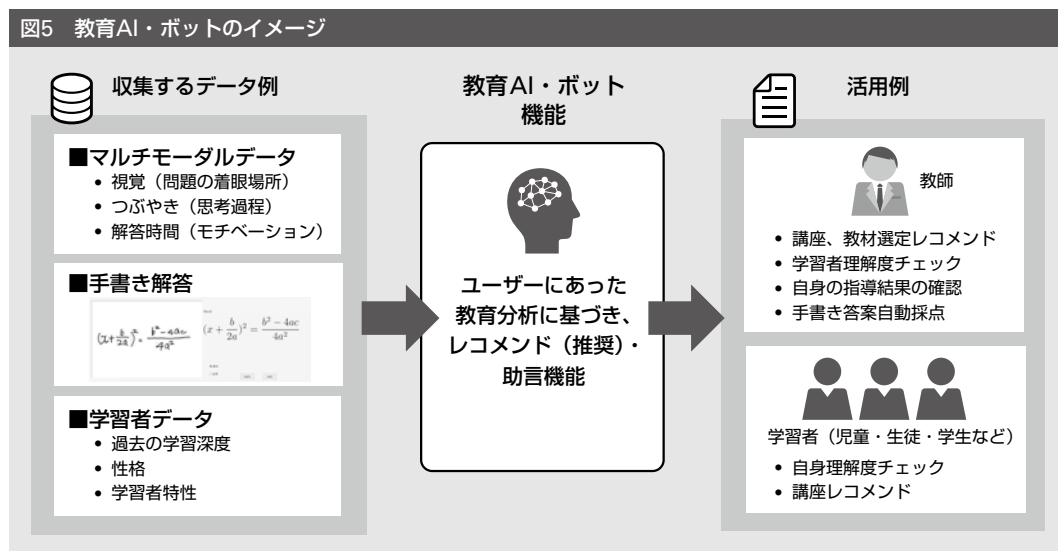 図5 教育AI・ボットのイメージ
収集するデータ例
■マルチモーダルデータ
• 視覚（問題の着眼場所）
• つぶやき（思考過程）
• 解答時間（モチベーション）
■手書き解答
(x+b/2a)² = b²-4ac/4a²
(x + b/2a)² = b² − 4ac/4a²
■学習者データ
• 過去の学習深度
• 性格
• 学習者特性
教育AI・ボット
機能
ユーザーにあった
教育分析に基づき、
レコメンド（推奨）・
助言機能
活用例
教師
• 講座、教材選定レコメンド
• 学習者理解度チェック
• 自身の指導結果の確認
• 手書き答案自動採点
学習者（児童・生徒・学生など）
• 自身理解度チェック
• 講座レコメンド